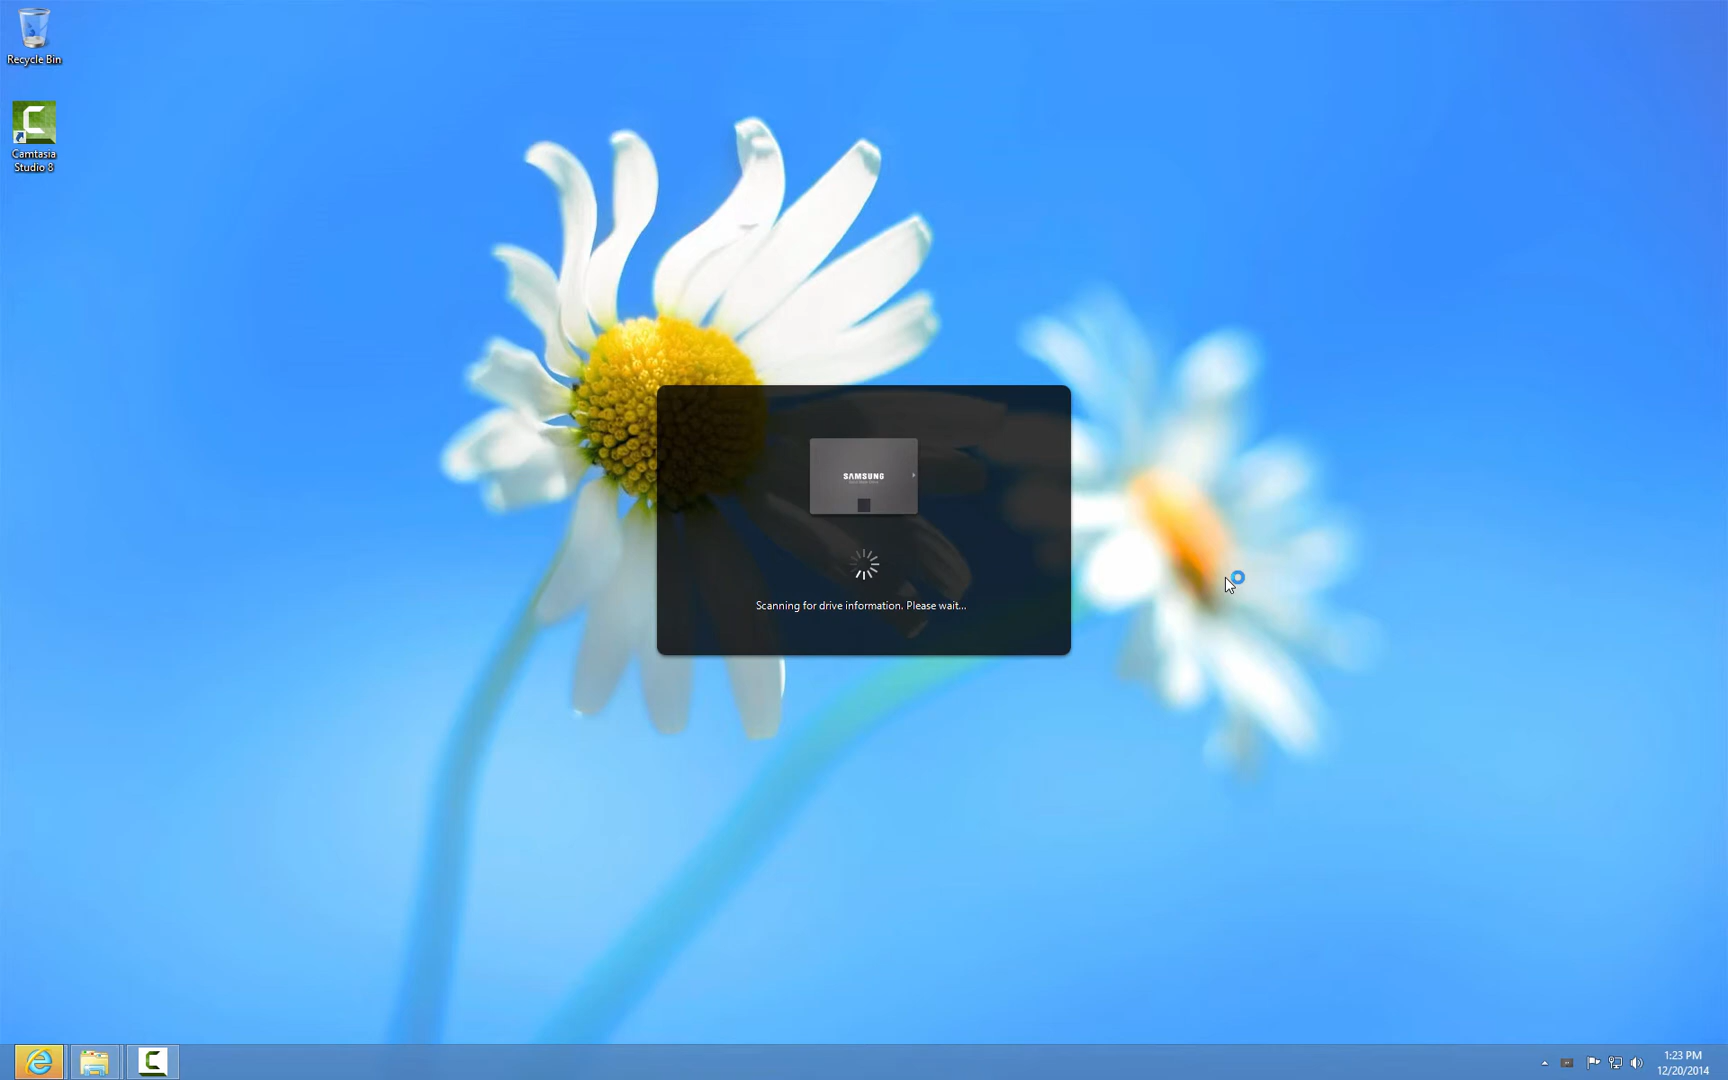 Recycle Bin
Camtasia
Studio 8
SAMSUNG
Scanning for drive information. Please wait...
1:23 PM
12/20/2014